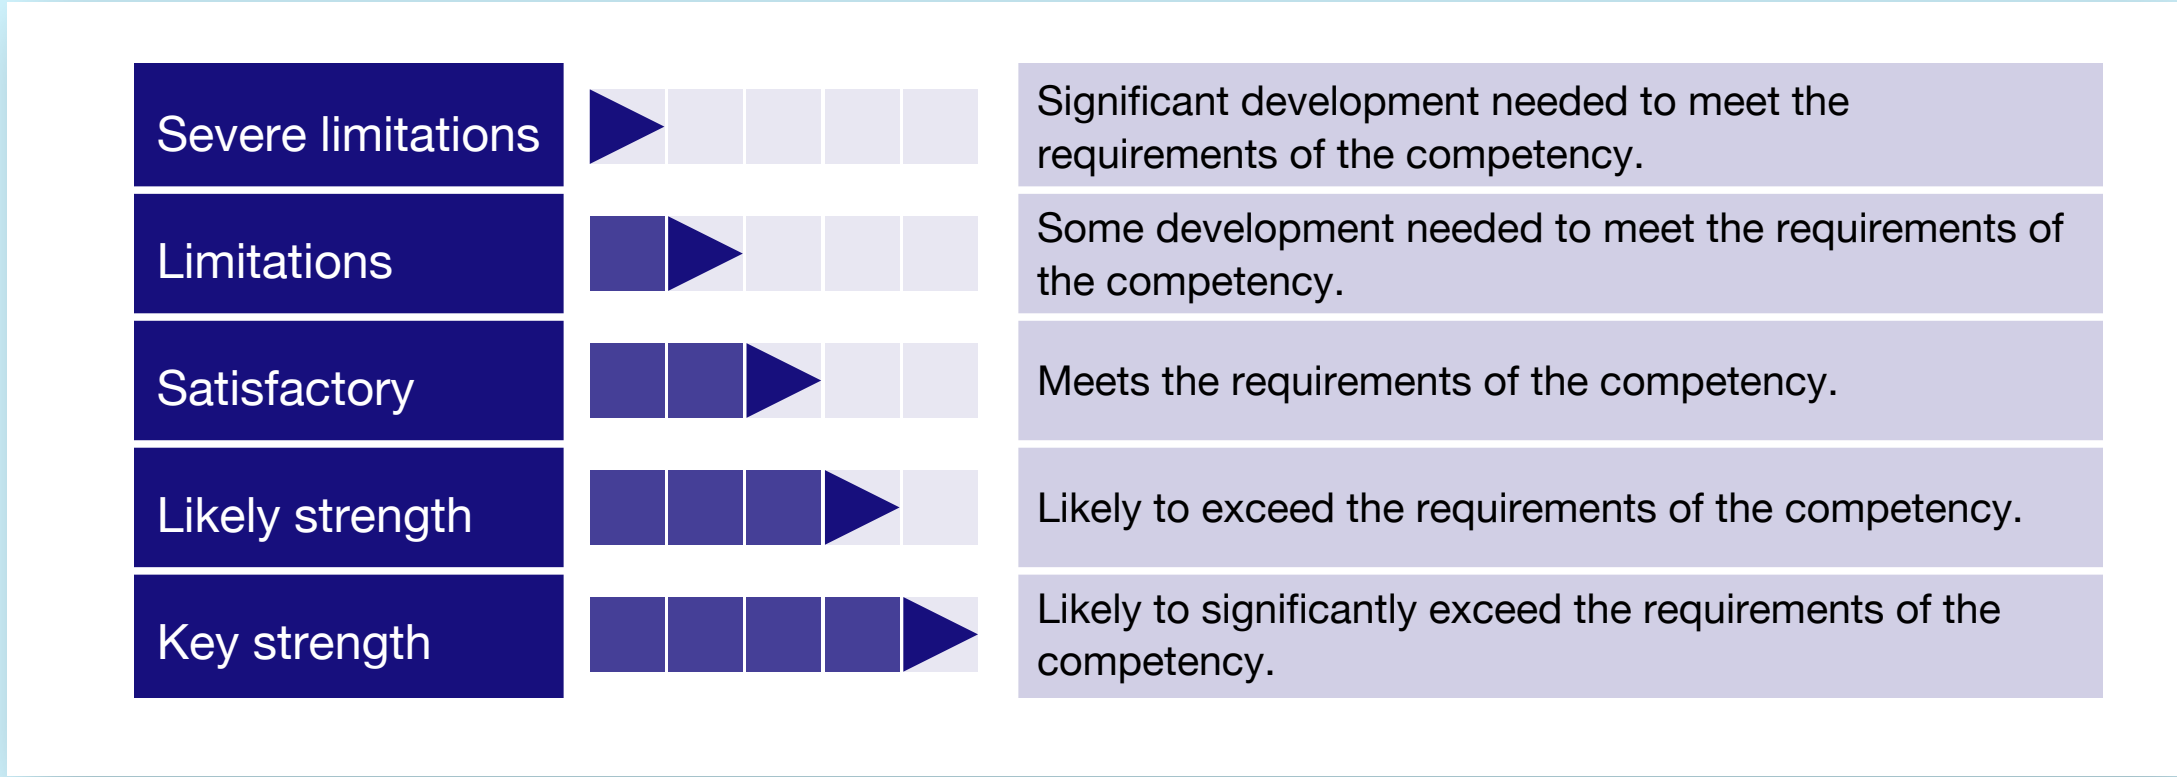 Severe limitations
Significant development needed to meet the
requirements of the competency.
Limitations
Some development needed to meet the requirements of
the competency.
Satisfactory
Meets the requirements of the competency.
Likely strength
Likely to exceed the requirements of the competency.
Key strength
Likely to significantly exceed the requirements of the
competency.